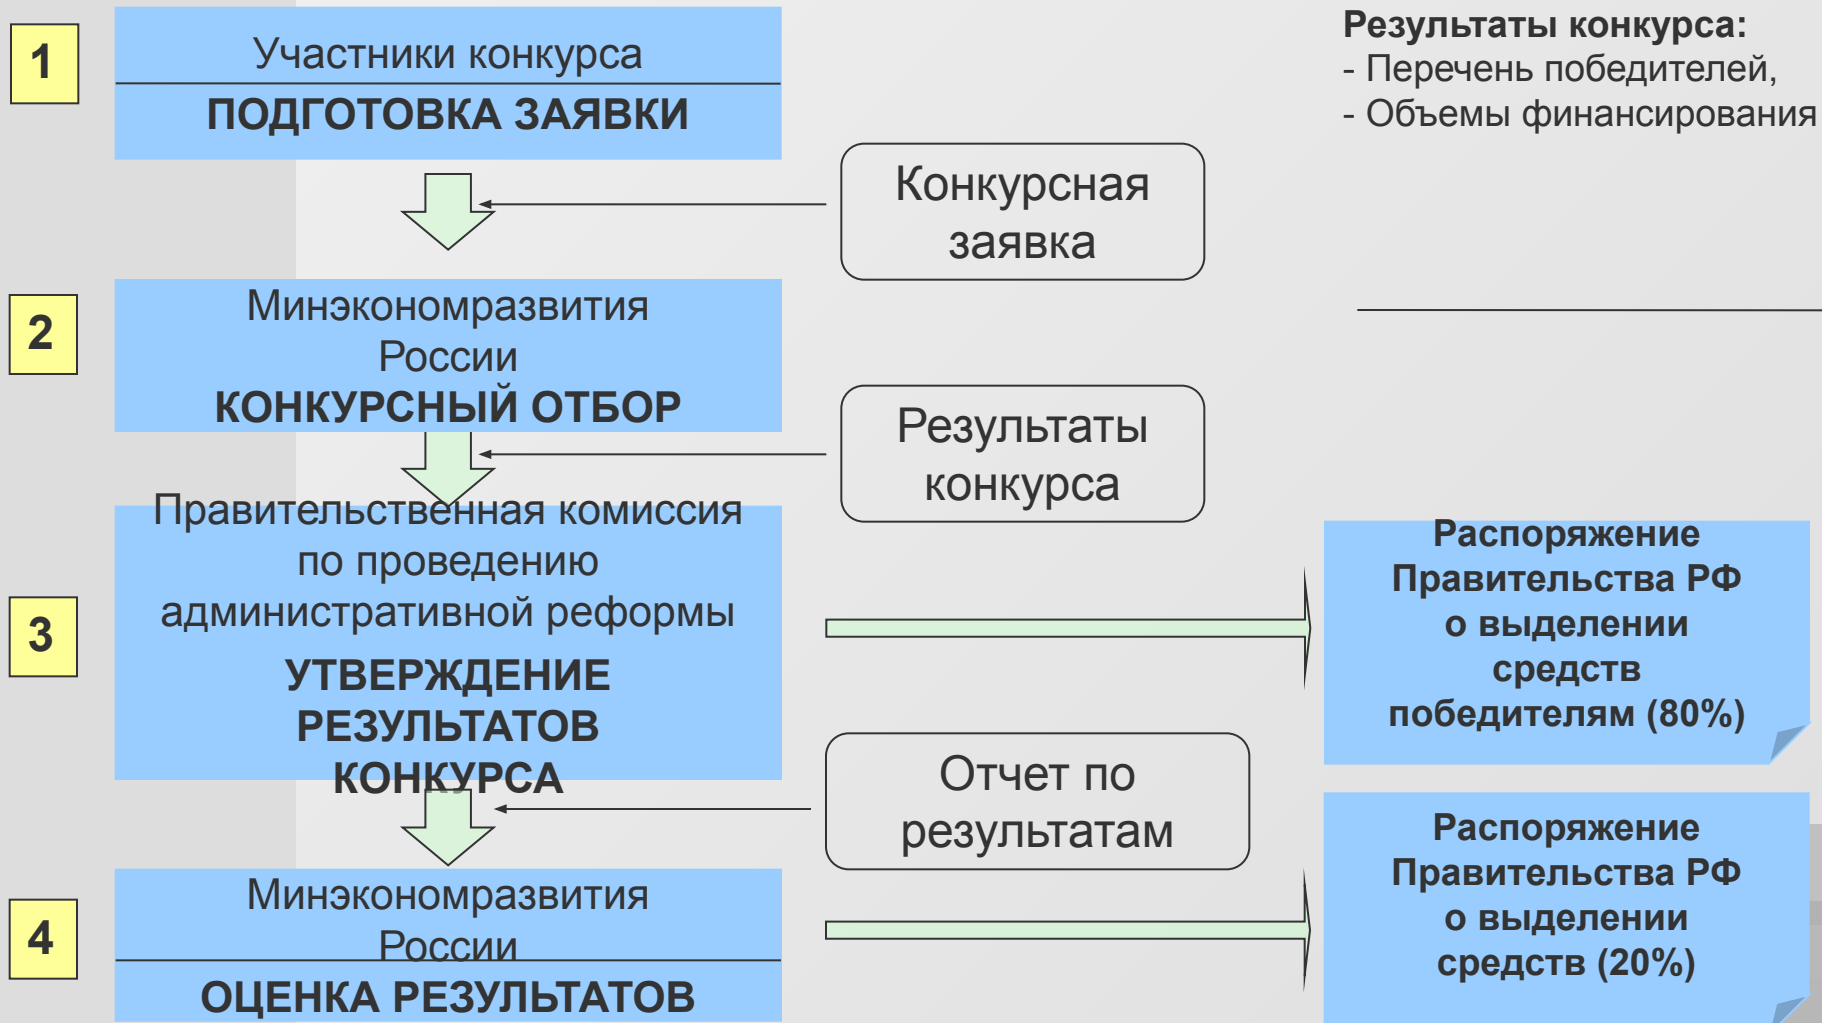 1
Участники конкурса
ПОДГОТОВКА ЗАЯВКИ
Результаты конкурса:
- Перечень победителей,
- Объемы финансирования
Конкурсная
заявка
2
Минэкономразвития
России
КОНКУРСНЫЙ ОТБОР
Результаты
конкурса
3
Правительственная комиссия
по проведению
административной реформы
УТВЕРЖДЕНИЕ
РЕЗУЛЬТАТОВ
КОНКУРСА
Распоряжение
Правительства РФ
о выделении
средств
победителям (80%)
Отчет по
результатам
4
Минэкономразвития
России
ОЦЕНКА РЕЗУЛЬТАТОВ
Распоряжение
Правительства РФ
о выделении
средств (20%)